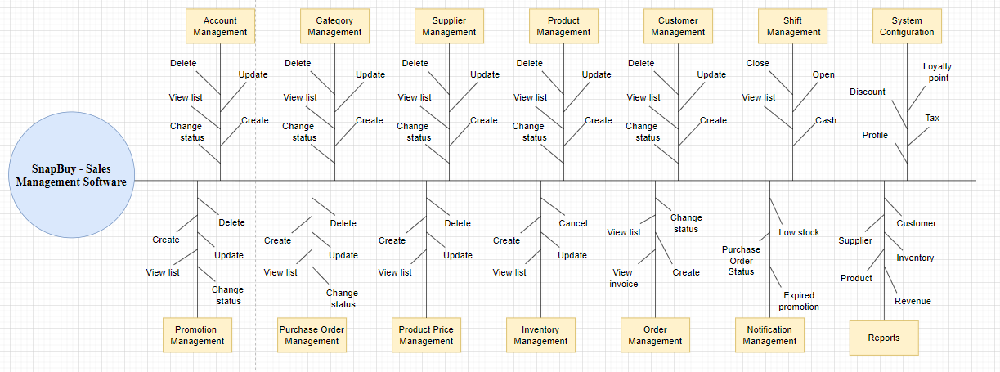 Account
Management
Category
Management
Supplier
Management
Product
Management
Customer
Management
Shift
Management
System
Configuration
Delete
Update
View list
Create
Change
status
Delete
Update
View list
Create
Change
status
Delete
Update
View list
Create
Change
status
Delete
Update
View list
Create
Change
status
Delete
Update
View list
Create
Change
status
Close
Open
View list
Cash
Loyalty
point
Discount
Tax
Profile
SnapBuy - Sales
Management Software
Delete
Create
Update
View list
Change
status
Delete
Create
Update
View list
Change
status
Delete
Create
Update
View list
Cancel
Create
Update
View list
Change
status
View list
View
invoice
Create
Low stock
Purchase
Order
Status
Expired
promotion
Customer
Supplier
Inventory
Product
Revenue
Promotion
Management
Purchase Order
Management
Product Price
Management
Inventory
Management
Order
Management
Notification
Management
Reports